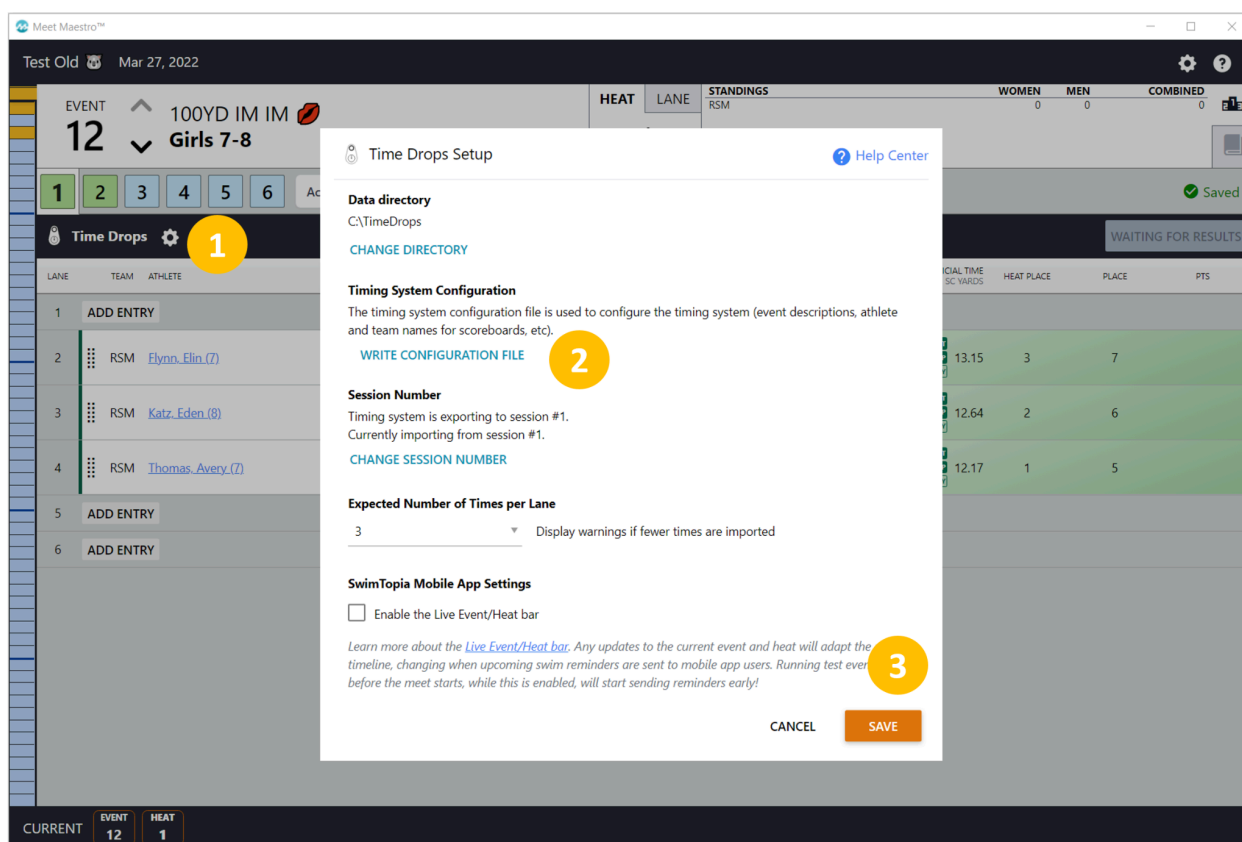 Meet Maestro™
Test Old Mar 27, 2022
EVENT
12
100YD IM IM
Girls 7-8
HEAT LANE
STANDINGS WOMEN MEN COMBINED
RSM 0 0 0
1 2 3 4 5 6
Saved
Time Drops
1
WAITING FOR RESULTS
LANE TEAM ATHLETE
SC YARDS HEAT PLACE PLACE PTS
1 ADD ENTRY
2 RSM Flynn, Elin (7) 13.15 3 7
3 RSM Katz, Eden (8) 12.64 2 6
4 RSM Thomas, Avery (7) 12.17 1 5
5 ADD ENTRY
6 ADD ENTRY
Time Drops Setup Help Center
Data directory
C:\TimeDrops
CHANGE DIRECTORY
Timing System Configuration
The timing system configuration file is used to configure the timing system (event descriptions, athlete
and team names for scoreboards, etc).
WRITE CONFIGURATION FILE
2
Session Number
Timing system is exporting to session #1.
Currently importing from session #1.
CHANGE SESSION NUMBER
Expected Number of Times per Lane
3 Display warnings if fewer times are imported
SwimTopia Mobile App Settings
Enable the Live Event/Heat bar
Learn more about the Live Event/Heat bar. Any updates to the current event and heat will adapt the
timeline, changing when upcoming swim reminders are sent to mobile app users. Running test
before the meet starts, while this is enabled, will start sending reminders early!
3
CANCEL SAVE
CURRENT
EVENT
12
HEAT
1